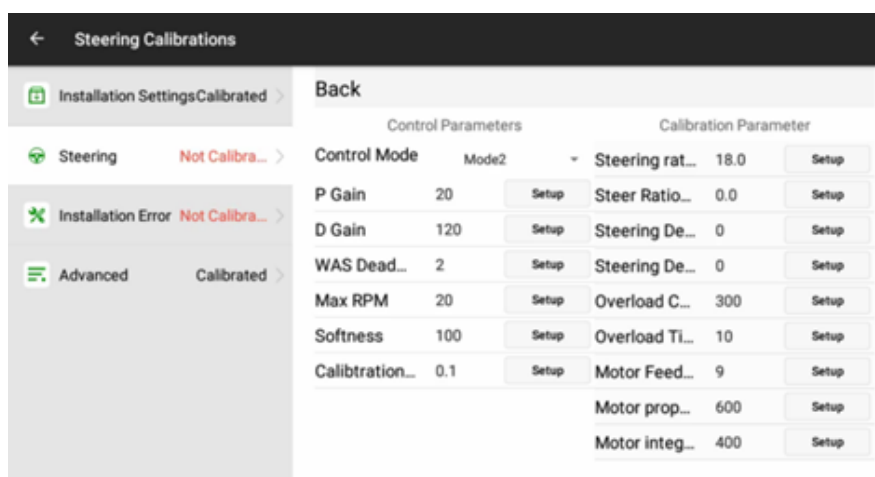 Steering Calibrations
Installation Settings Calibrated
Steering Not Calibra...
Installation Error Not Calibra...
Advanced Calibrated
Back
Control Parameters
Control Mode Mode2
P Gain 20 Setup
D Gain 120 Setup
WAS Dead... 2 Setup
Max RPM 20 Setup
Softness 100 Setup
Calibtration... 0.1 Setup
Calibration Parameter
Steering rat... 18.0 Setup
Steer Ratio... 0.0 Setup
Steering De... 0 Setup
Steering De... 0 Setup
Overload C... 300 Setup
Overload Ti... 10 Setup
Motor Feed... 9 Setup
Motor prop... 600 Setup
Motor integ... 400 Setup